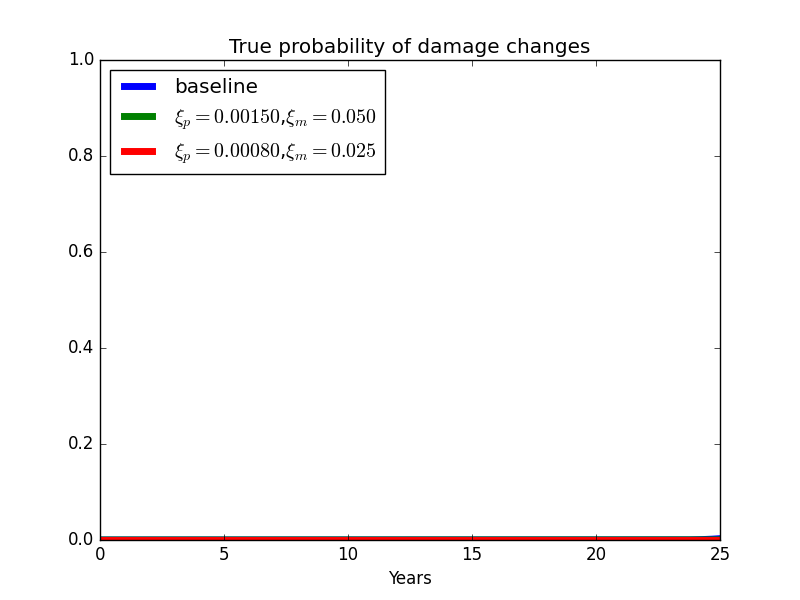 True probability of damage changes
1.0
0.8
0.6
0.4
0.2
0.0
baseline
ξₚ = 0.00150,ξₘ = 0.050
ξₚ = 0.00080,ξₘ = 0.025
0 5 10 15 20 25
Years